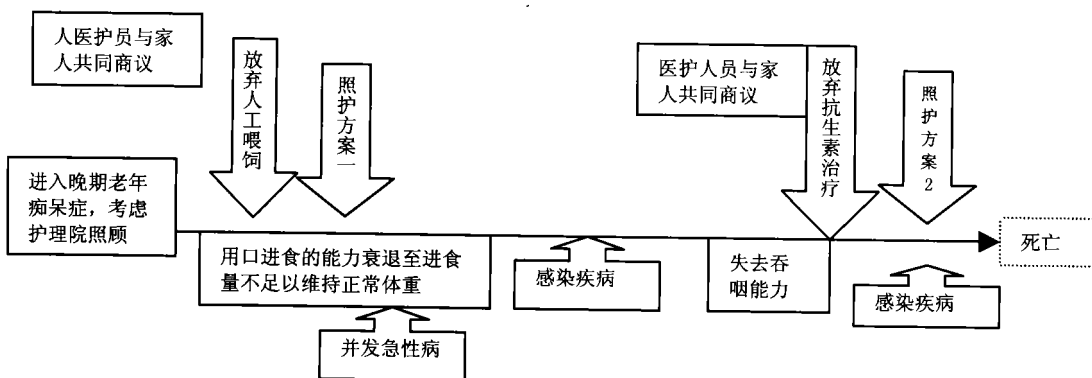 人医护员与家
人共同商议
放弃人工喂饲
照护方案一
医护人员与家
人共同商议
放弃抗生素治疗
照护方案2
进入晚期老年
痴呆症，考虑
护理院照顾
用口进食的能力衰退至进食
量不足以维持正常体重
并发急性病
感染疾病
失去吞
咽能力
感染疾病
死亡